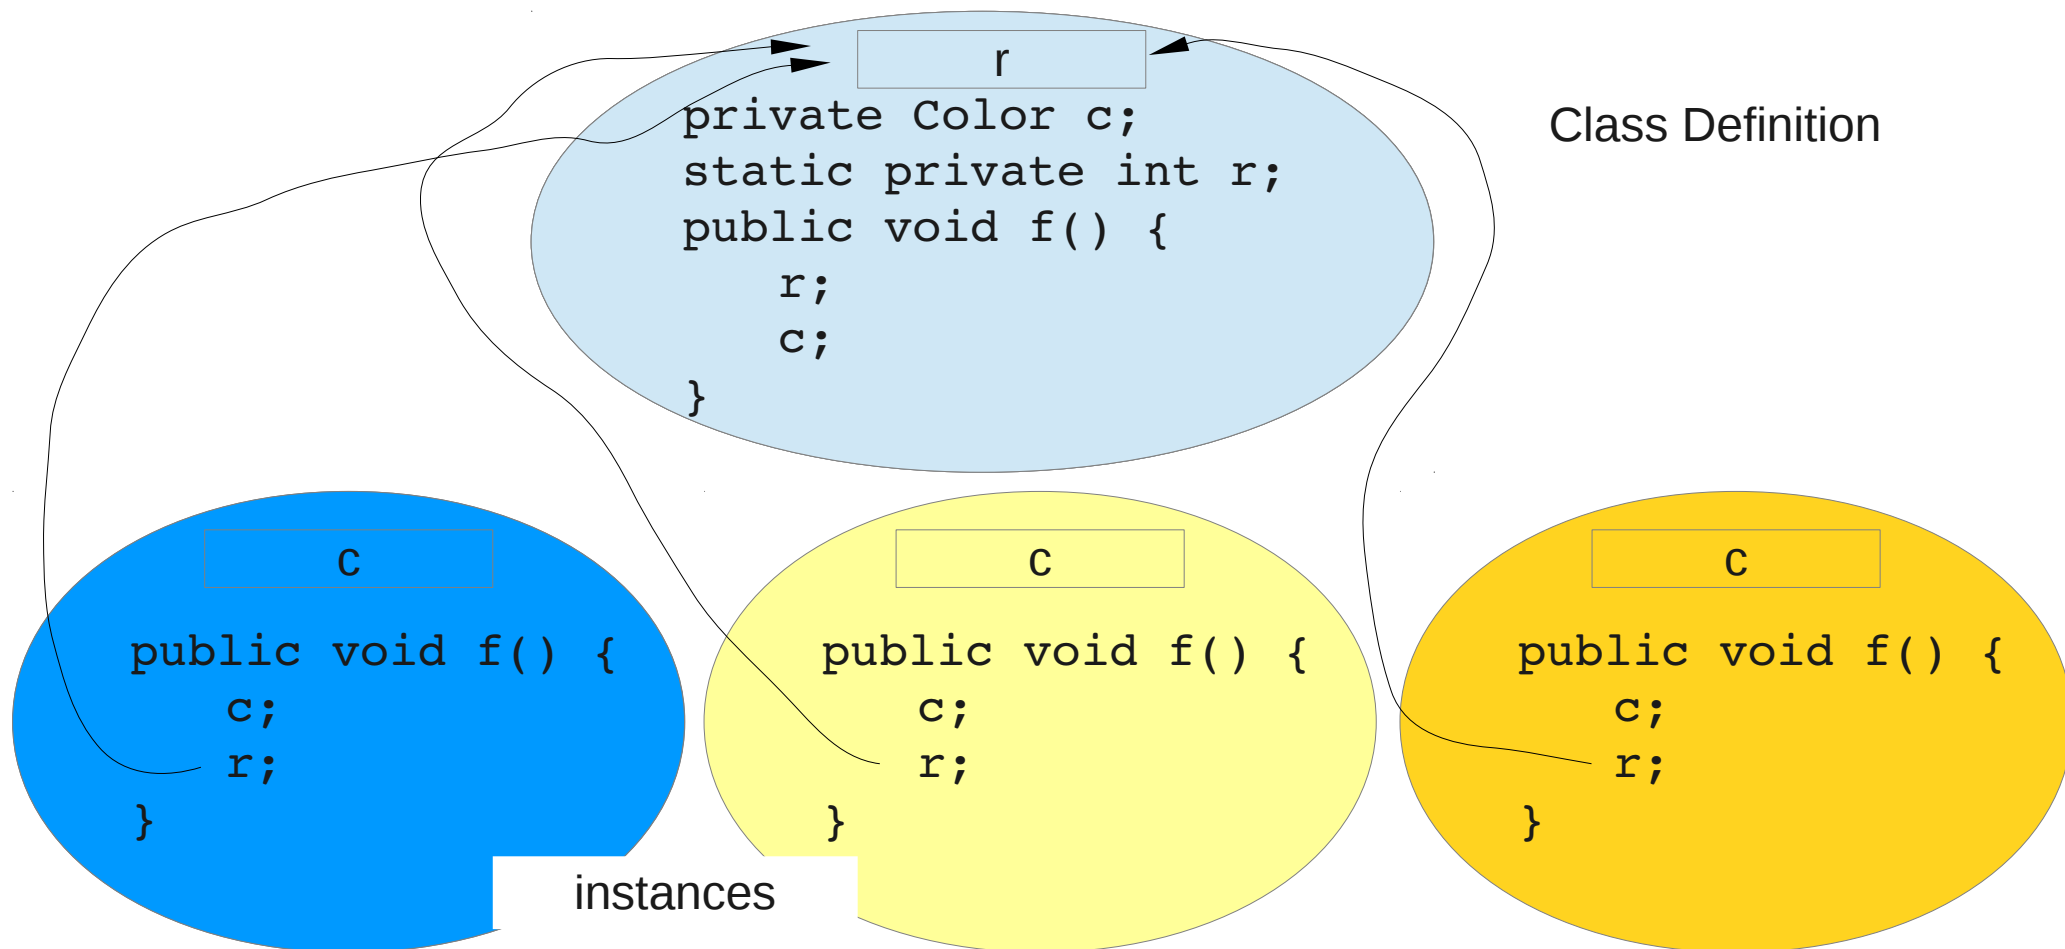 r
private Color c;
static private int r;
public void f() {
r;
c;
}
Class Definition
c
public void f() {
c;
r;
}
c
public void f() {
c;
r;
}
c
public void f() {
c;
r;
}
instances